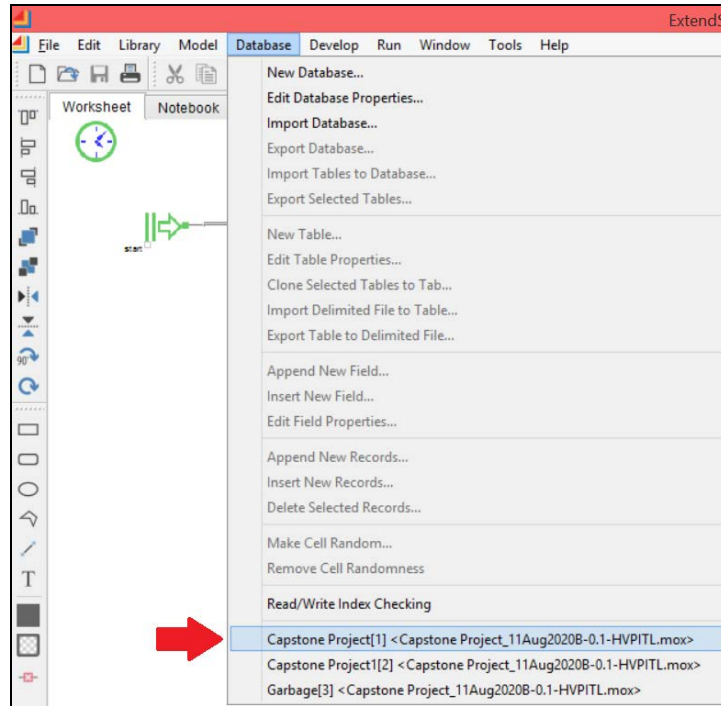 ExtendS
File Edit Library Model Database Develop Run Window Tools Help
New Database...
Worksheet Notebook
Edit Database Properties...
Import Database...
Export Database...
Import Tables to Database...
Export Selected Tables...
New Table...
start
Edit Table Properties...
Clone Selected Tables to Tab...
Import Delimited File to Table...
Export Table to Delimited File...
90°
Append New Field...
Insert New Field...
Edit Field Properties...
Append New Records...
Insert New Records...
Delete Selected Records...
Make Cell Random...
Remove Cell Randomness
T
Read/Write Index Checking
Capstone Project[1] <Capstone Project_11Aug2020B-0.1-HVPITL.mox>
Capstone Project1[2] <Capstone Project_11Aug2020B-0.1-HVPITL.mox>
Garbage[3] <Capstone Project_11Aug2020B-0.1-HVPITL.mox>